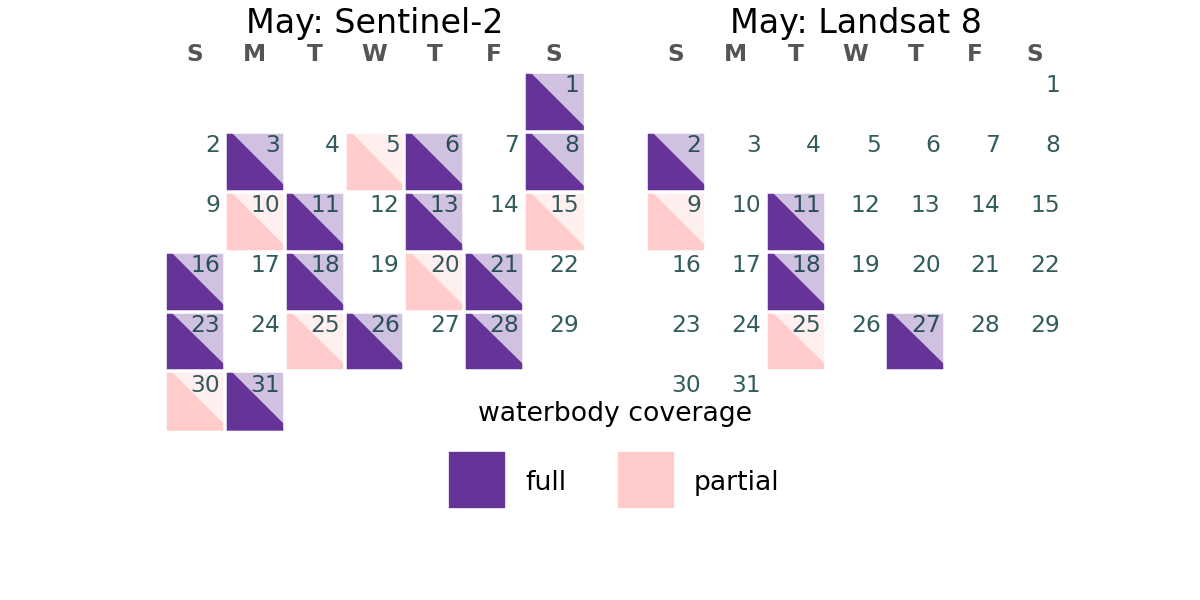 May: Sentinel-2
S M T W T F S
1
2 3 4 5 6 7 8
9 10 11 12 13 14 15
16 17 18 19 20 21 22
23 24 25 26 27 28 29
30 31
May: Landsat 8
S M T W T F S
1
2 3 4 5 6 7 8
9 10 11 12 13 14 15
16 17 18 19 20 21 22
23 24 25 26 27 28 29
30 31
waterbody coverage
full partial